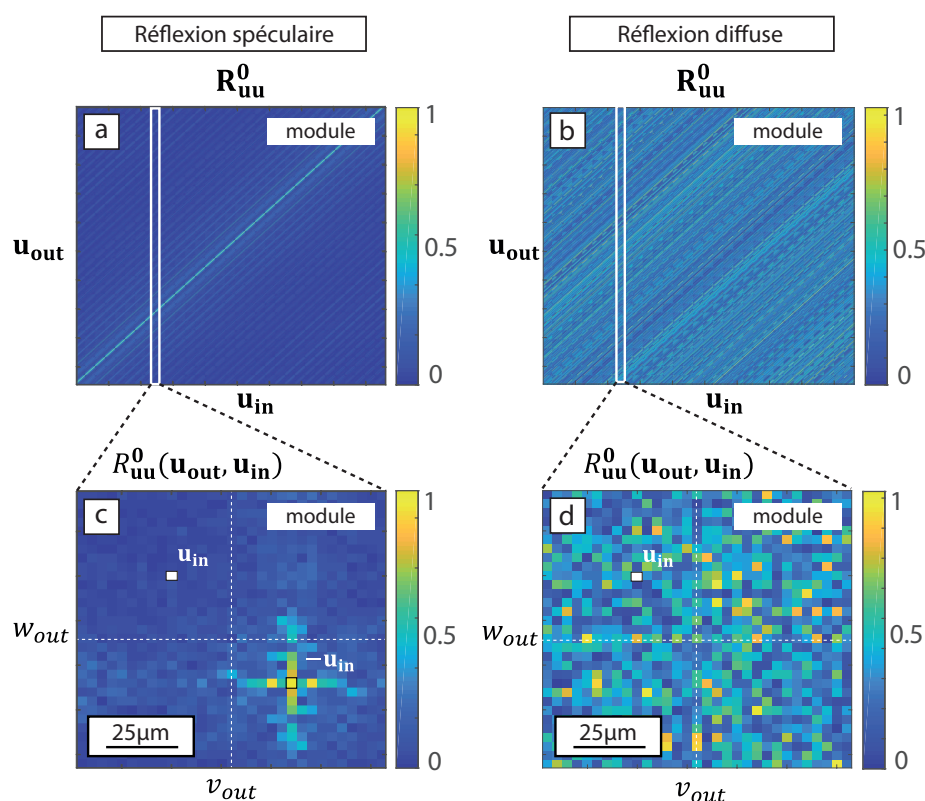 Réflexion spéculaire
Réflexion diffuse
R⁰uu
R⁰uu
a
module
1
b
module
1
uout
0.5
uout
0.5
0
0
uin
uin
R⁰uu(uout, uin)
R⁰uu(uout, uin)
c
module
1
d
module
1
uin
uin
wout
0.5
wout
0.5
−uin
25µm
0
25µm
0
vout
vout